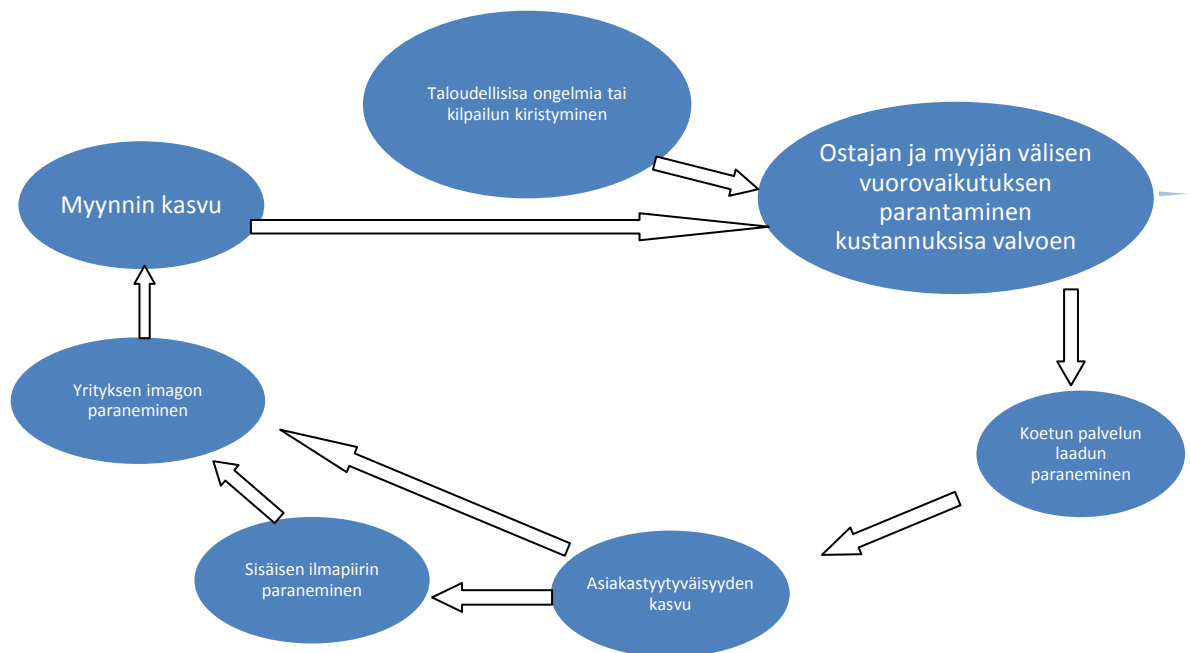 Taloudellisisa ongelmia tai
kilpailun kiristyminen
Ostajan ja myyjän välisen
vuorovaikutuksen
parantaminen
kustannuksisa valvoen
Myynnin kasvu
Yrityksen imagon
paraneminen
Koetun palvelun
laadun
paraneminen
Sisäisen ilmapiirin
paraneminen
Asiakastyytyväisyyden
kasvu